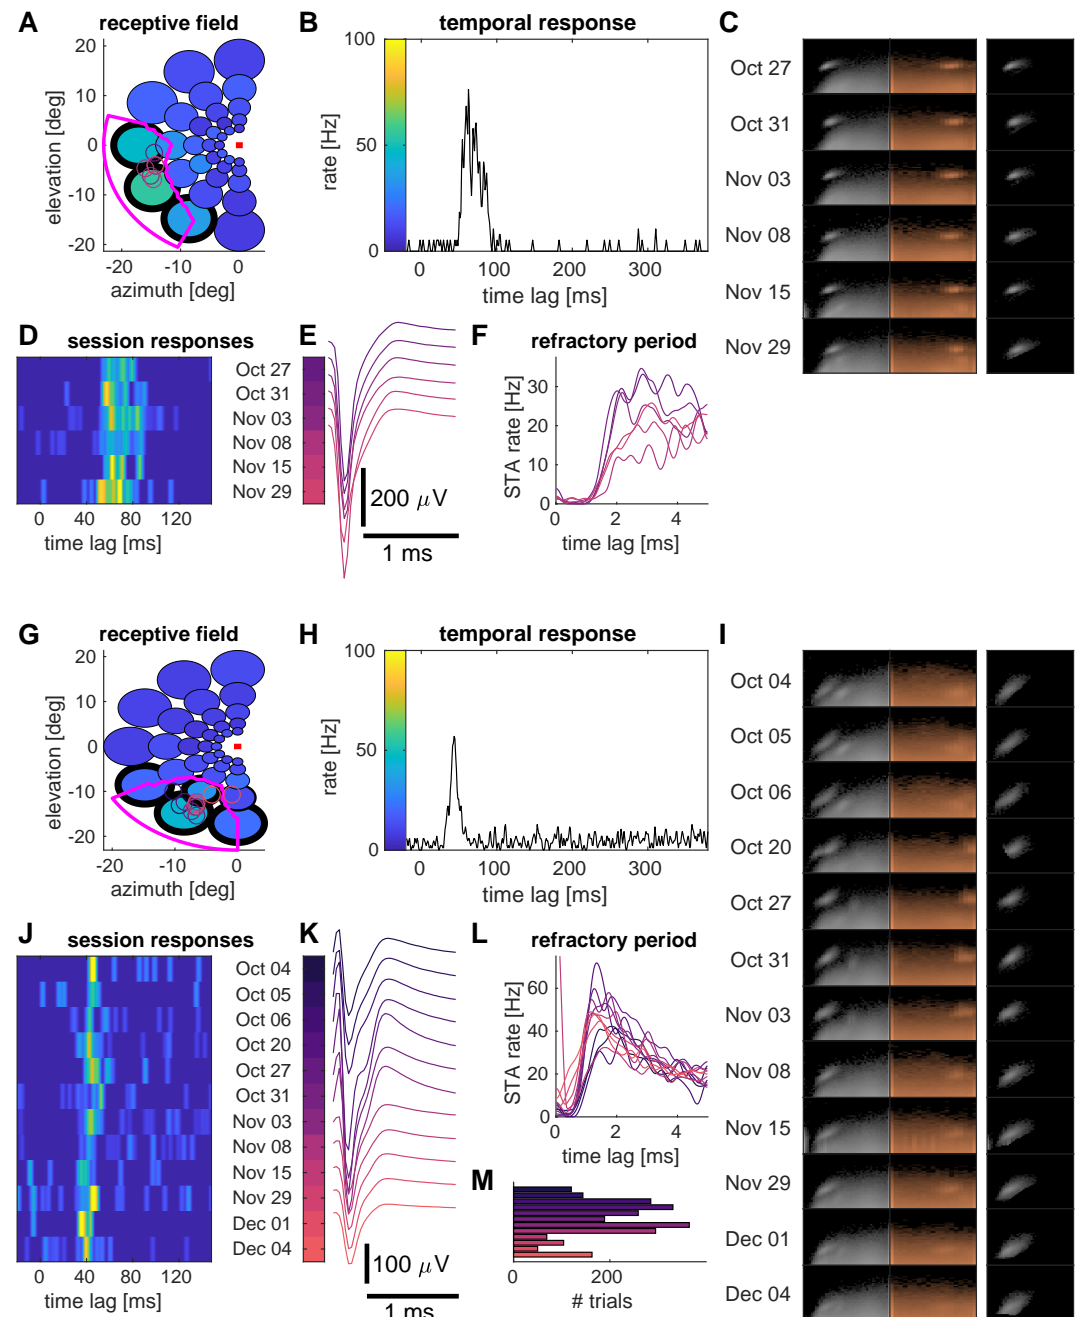 A receptive field
elevation [deg]
20
10
0
-10
-20
-20 -10 0
azimuth [deg]
B temporal response
rate [Hz]
100
50
0
0 100 200 300
time lag [ms]
C
Oct 27
Oct 31
Nov 03
Nov 08
Nov 15
Nov 29
D session responses
Oct 27
Oct 31
Nov 03
Nov 08
Nov 15
Nov 29
0 40 80 120
time lag [ms]
E
200 μV
1 ms
F refractory period
STA rate [Hz]
30
20
10
0
0 2 4
time lag [ms]
G receptive field
elevation [deg]
20
10
0
-10
-20
-20 -10 0
azimuth [deg]
H temporal response
rate [Hz]
100
50
0
0 100 200 300
time lag [ms]
I
Oct 04
Oct 05
Oct 06
Oct 20
Oct 27
Oct 31
Nov 03
Nov 08
Nov 15
Nov 29
Dec 01
Dec 04
J session responses
Oct 04
Oct 05
Oct 06
Oct 20
Oct 27
Oct 31
Nov 03
Nov 08
Nov 15
Nov 29
Dec 01
Dec 04
0 40 80 120
time lag [ms]
K
100 μV
1 ms
L refractory period
STA rate [Hz]
60
40
20
0
0 2 4
time lag [ms]
M
0 200
# trials